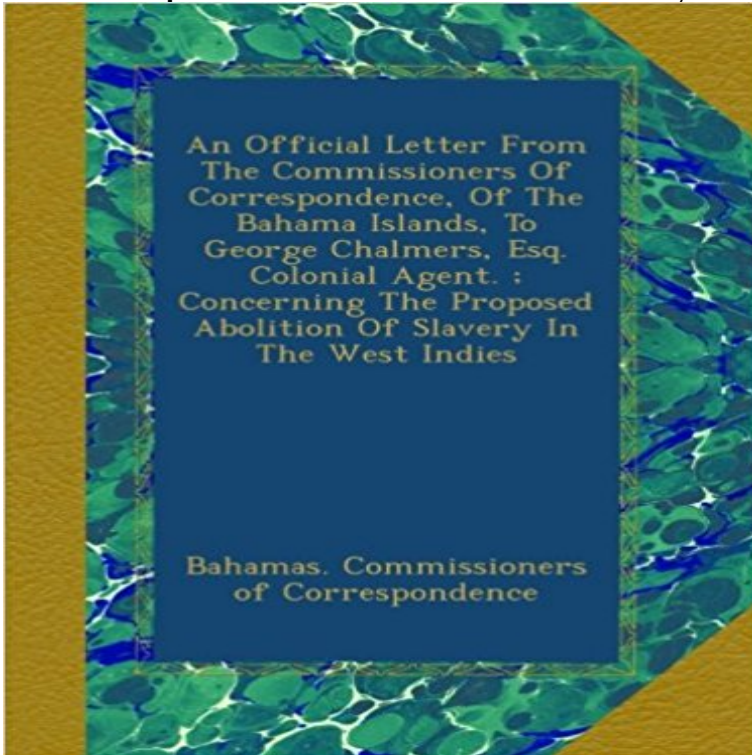 An Official Letter From
The Commissioners Of
Correspondence, Of The
Bahama Islands, To
George Chalmers, Esq.
Colonial Agent. ;
Concerning The Proposed
Abolition Of Slavery In
The West Indies
Bahamas. Commissioners
of Correspondence